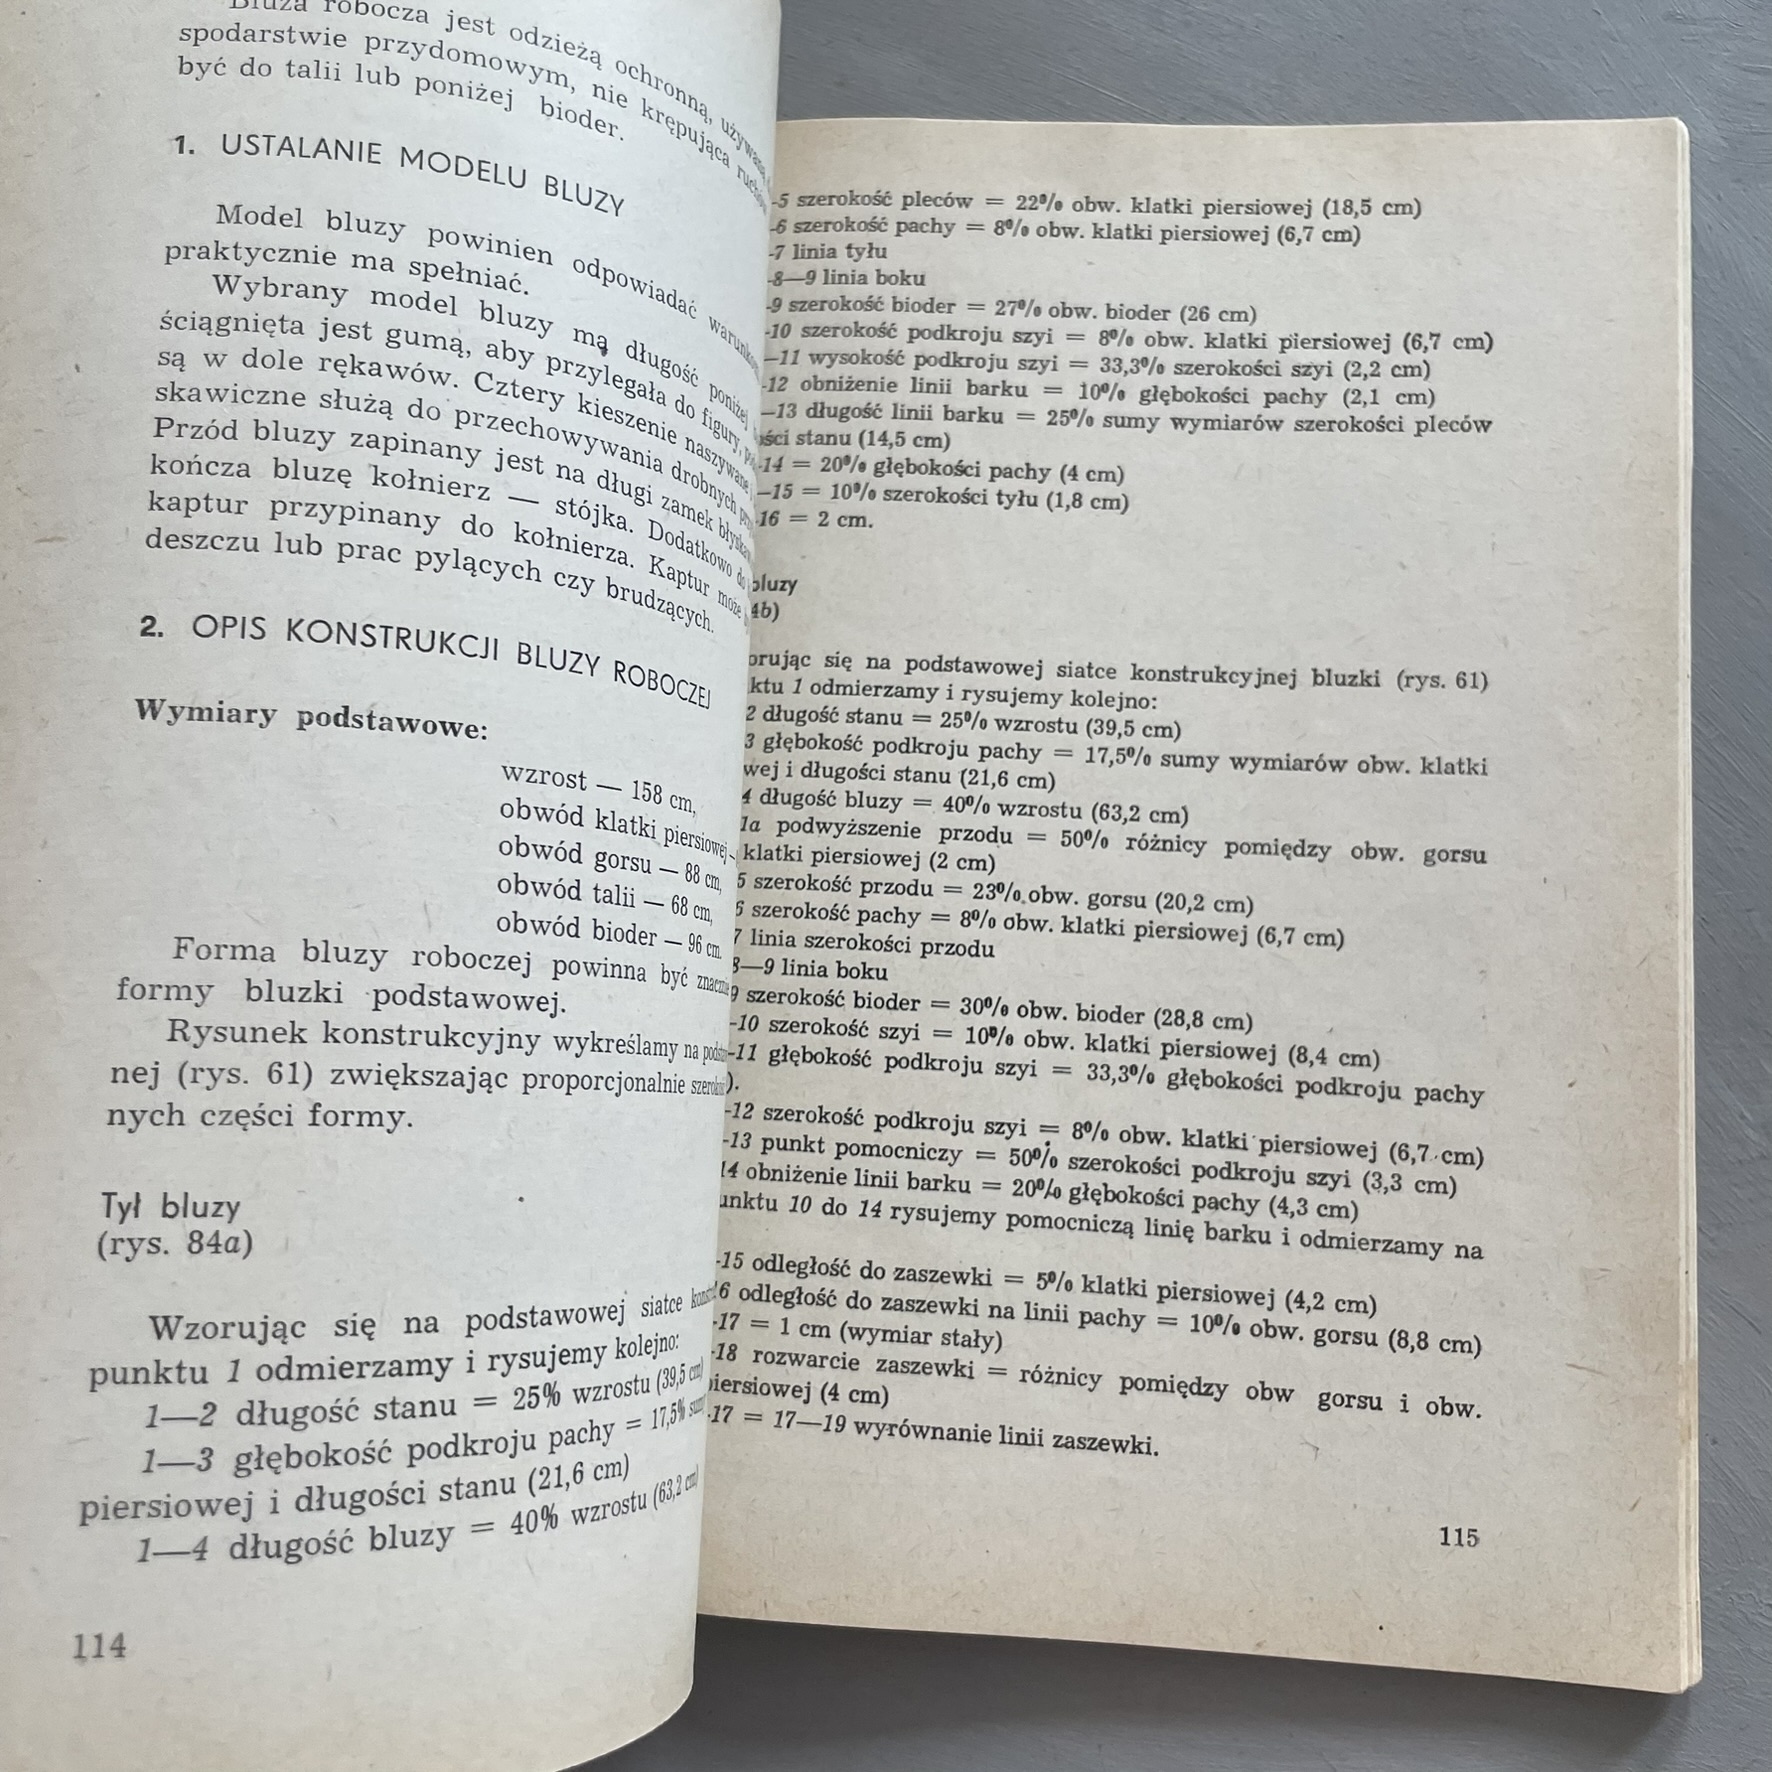 Bluza robocza jest odzieżą ochronną, używaną
spodarstwie przydomowym, nie krępująca
być do talii lub poniżej bioder.
1. USTALANIE MODELU BLUZY
Model bluzy powinien odpowiadać
praktycznie ma spełniać.
Wybrany model bluzy mą długość poniżej
ściągnięta jest gumą, aby przylegała do figury,
są w dole rękawów. Cztery kieszenie naszywane
skawiczne służą do przechowywania drobnych
Przód bluzy zapinany jest na długi zamek
kończa bluzę kołnierz — stójka. Dodatkowo do
kaptur przypinany do kołnierza. Kaptur może
deszczu lub prac pylących czy brudzących.
2. OPIS KONSTRUKCJI BLUZY ROBOCZEJ
Wymiary podstawowe:
wzrost — 158 cm,
obwód klatki piersiowej —
obwód gorsu — 88 cm,
obwód talii — 68 cm,
obwód bioder — 96 cm.
Forma bluzy roboczej powinna być
formy bluzki podstawowej.
Rysunek konstrukcyjny wykreślamy na
nej (rys. 61) zwiększając proporcjonalnie
nych części formy.
Tył bluzy
(rys. 84a)
Wzorując się na podstawowej siatce
punktu 1 odmierzamy i rysujemy kolejno:
1—2 długość stanu = 25% wzrostu (39,5 cm)
1—3 głębokość podkroju pachy = 17,5%
piersiowej i długości stanu (21,6 cm)
1—4 długość bluzy = 40% wzrostu (63,2 cm)
114
-5 szerokość pleców = 22% obw. klatki piersiowej (18,5 cm)
-6 szerokość pachy = 8% obw. klatki piersiowej (6,7 cm)
-7 linia tyłu
-8—9 linia boku
-9 szerokość bioder = 27% obw. bioder (26 cm)
-10 szerokość podkroju szyi = 8% obw. klatki piersiowej (6,7 cm)
—11 wysokość podkroju szyi = 33,3% szerokości szyi (2,2 cm)
-12 obniżenie linii barku = 10% głębokości pachy (2,1 cm)
—13 długość linii barku = 25% sumy wymiarów szerokości pleców
ości stanu (14,5 cm)
-14 = 20% głębokości pachy (4 cm)
—15 = 10% szerokości tyłu (1,8 cm)
-16 = 2 cm.
bluzy
4b)
orując się na podstawowej siatce konstrukcyjnej bluzki (rys. 61)
ktu 1 odmierzamy i rysujemy kolejno:
2 długość stanu = 25% wzrostu (39,5 cm)
3 głębokość podkroju pachy = 17,5% sumy wymiarów obw. klatki
wej i długości stanu (21,6 cm)
4 długość bluzy = 40% wzrostu (63,2 cm)
1a podwyższenie przodu = 50% różnicy pomiędzy obw. gorsu
klatki piersiowej (2 cm)
5 szerokość przodu = 23% obw. gorsu (20,2 cm)
6 szerokość pachy = 8% obw. klatki piersiowej (6,7 cm)
7 linia szerokości przodu
8—9 linia boku
9 szerokość bioder = 30% obw. bioder (28,8 cm)
-10 szerokość szyi = 10% obw. klatki piersiowej (8,4 cm)
-11 głębokość podkroju szyi = 33,3% głębokości podkroju pachy
).
-12 szerokość podkroju szyi = 8% obw. klatki piersiowej (6,7 cm)
-13 punkt pomocniczy = 50% szerokości podkroju szyi (3,3 cm)
14 obniżenie linii barku = 20% głębokości pachy (4,3 cm)
unktu 10 do 14 rysujemy pomocniczą linię barku i odmierzamy na
-15 odległość do zaszewki = 5% klatki piersiowej (4,2 cm)
16 odległość do zaszewki na linii pachy = 10% obw. gorsu (8,8 cm)
-17 = 1 cm (wymiar stały)
-18 rozwarcie zaszewki = różnicy pomiędzy obw gorsu i obw.
piersiowej (4 cm)
-17 = 17—19 wyrównanie linii zaszewki.
115